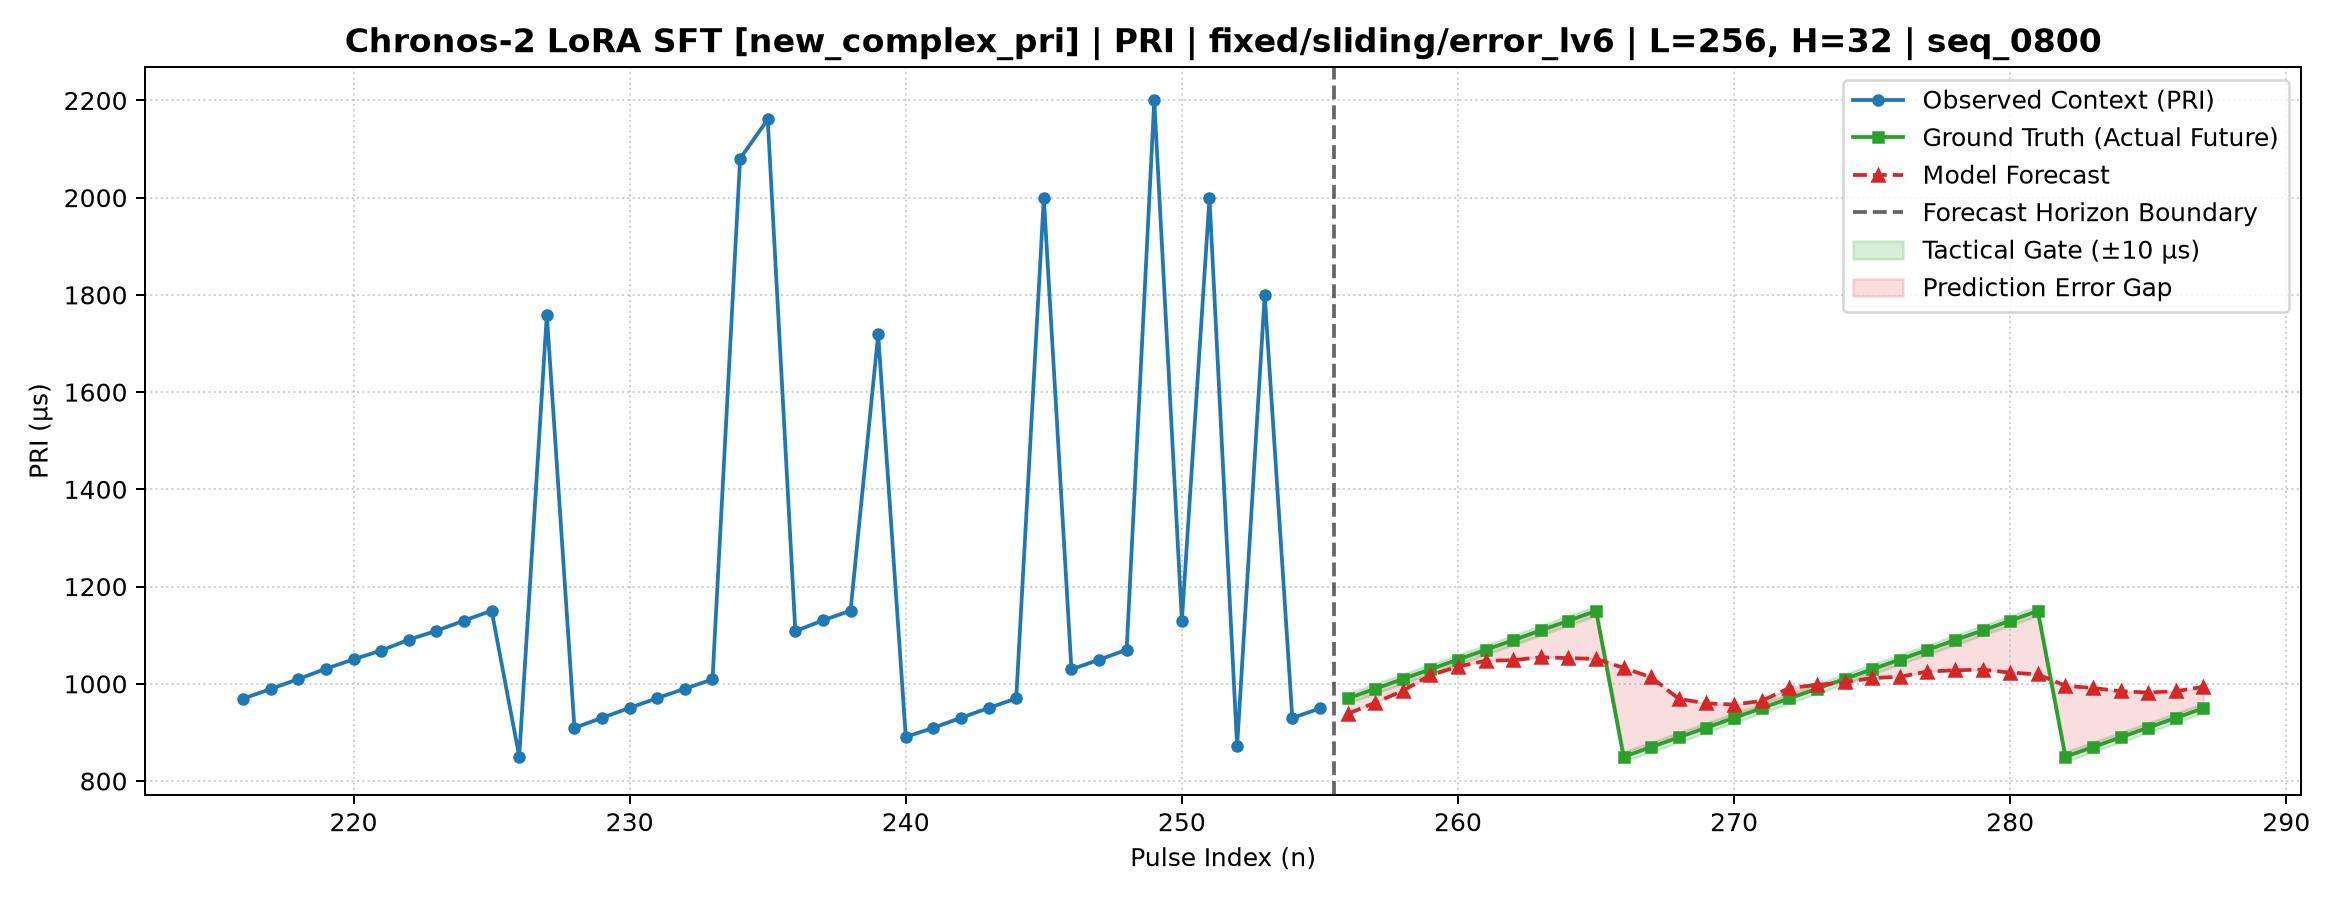 Chronos-2 LoRA SFT [new_complex_pri] | PRI | fixed/sliding/error_lv6 | L=256, H=32 | seq_0800
2200
2000
1800
1600
1400
1200
1000
800
PRI (µs)
Observed Context (PRI)
Ground Truth (Actual Future)
Model Forecast
Forecast Horizon Boundary
Tactical Gate (±10 µs)
Prediction Error Gap
220
230
240
250
260
270
280
290
Pulse Index (n)